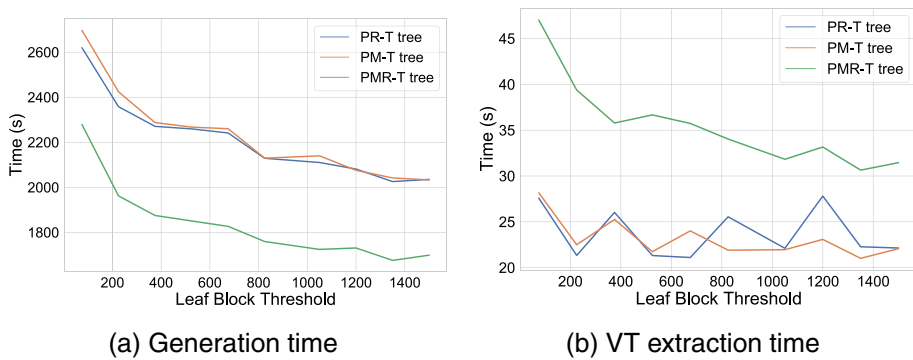 2600
2400
2200
2000
1800
Time (s)
200 400 600 800 1000 1200 1400
Leaf Block Threshold
PR-T tree
PM-T tree
PMR-T tree
(a) Generation time
45
40
35
30
25
20
Time (s)
200 400 600 800 1000 1200 1400
Leaf Block Threshold
PR-T tree
PM-T tree
PMR-T tree
(b) VT extraction time